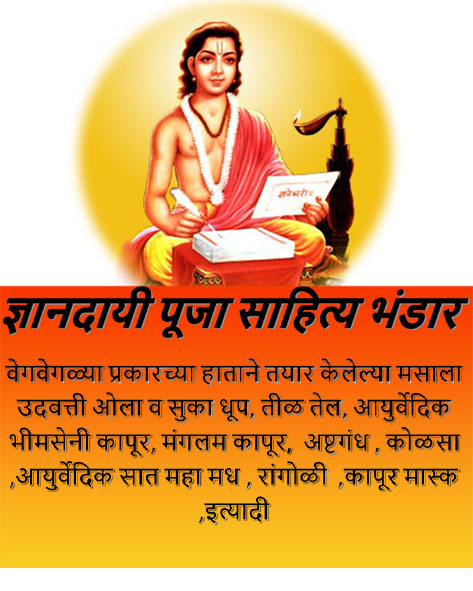 ज्ञानेश्वरी
ज्ञानदायी पूजा साहित्य भंडार
वेगवेगळ्या प्रकारच्या हाताने तयार केलेल्या मसाला
उदबत्ती ओला व सुका धूप, तीळ तेल, आयुर्वेदिक
भीमसेनी कापूर, मंगलम कापूर, अष्टगंध , कोळसा
,आयुर्वेदिक सात महा मध , रांगोळी ,कापूर मास्क
,इत्यादी